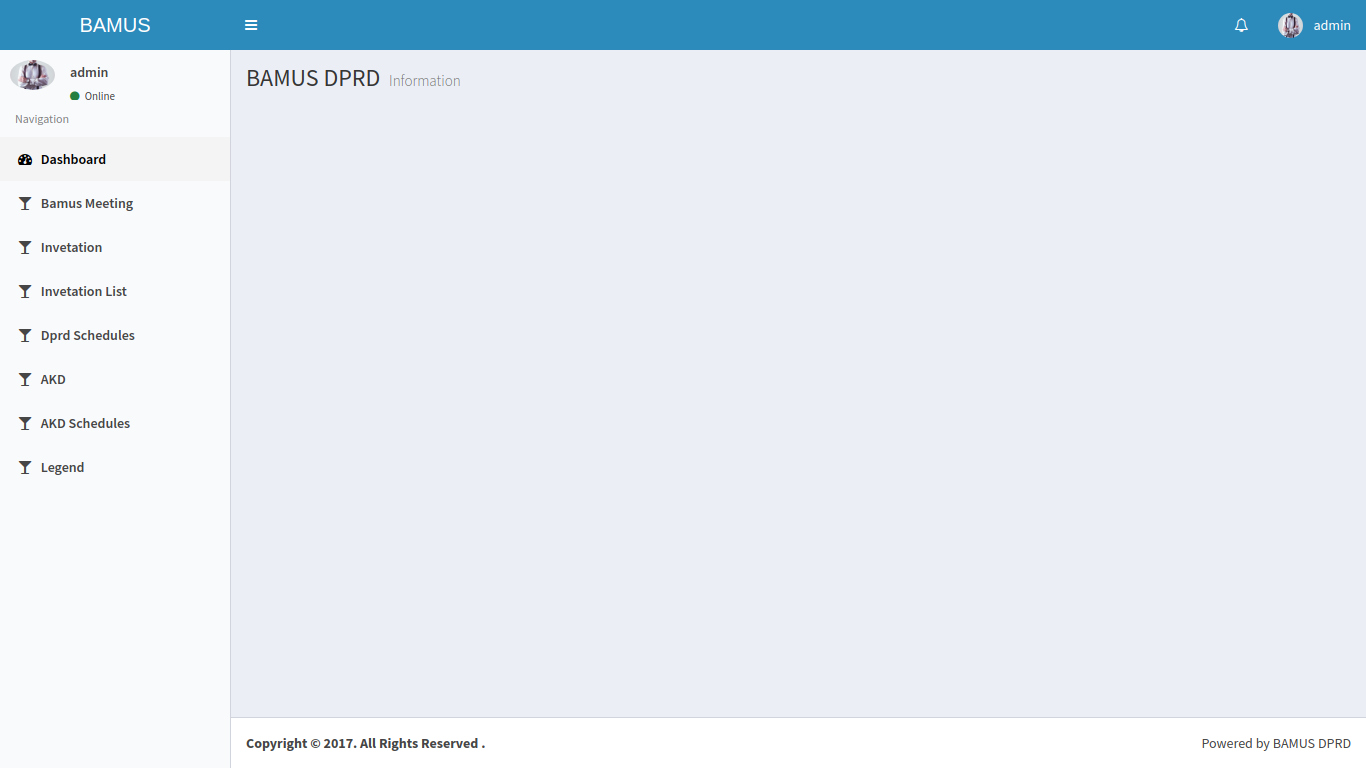 BAMUS
admin
admin
Online
Navigation
Dashboard
Bamus Meeting
Invetation
Invetation List
Dprd Schedules
AKD
AKD Schedules
Legend
BAMUS DPRD Information
Copyright © 2017. All Rights Reserved .
Powered by BAMUS DPRD